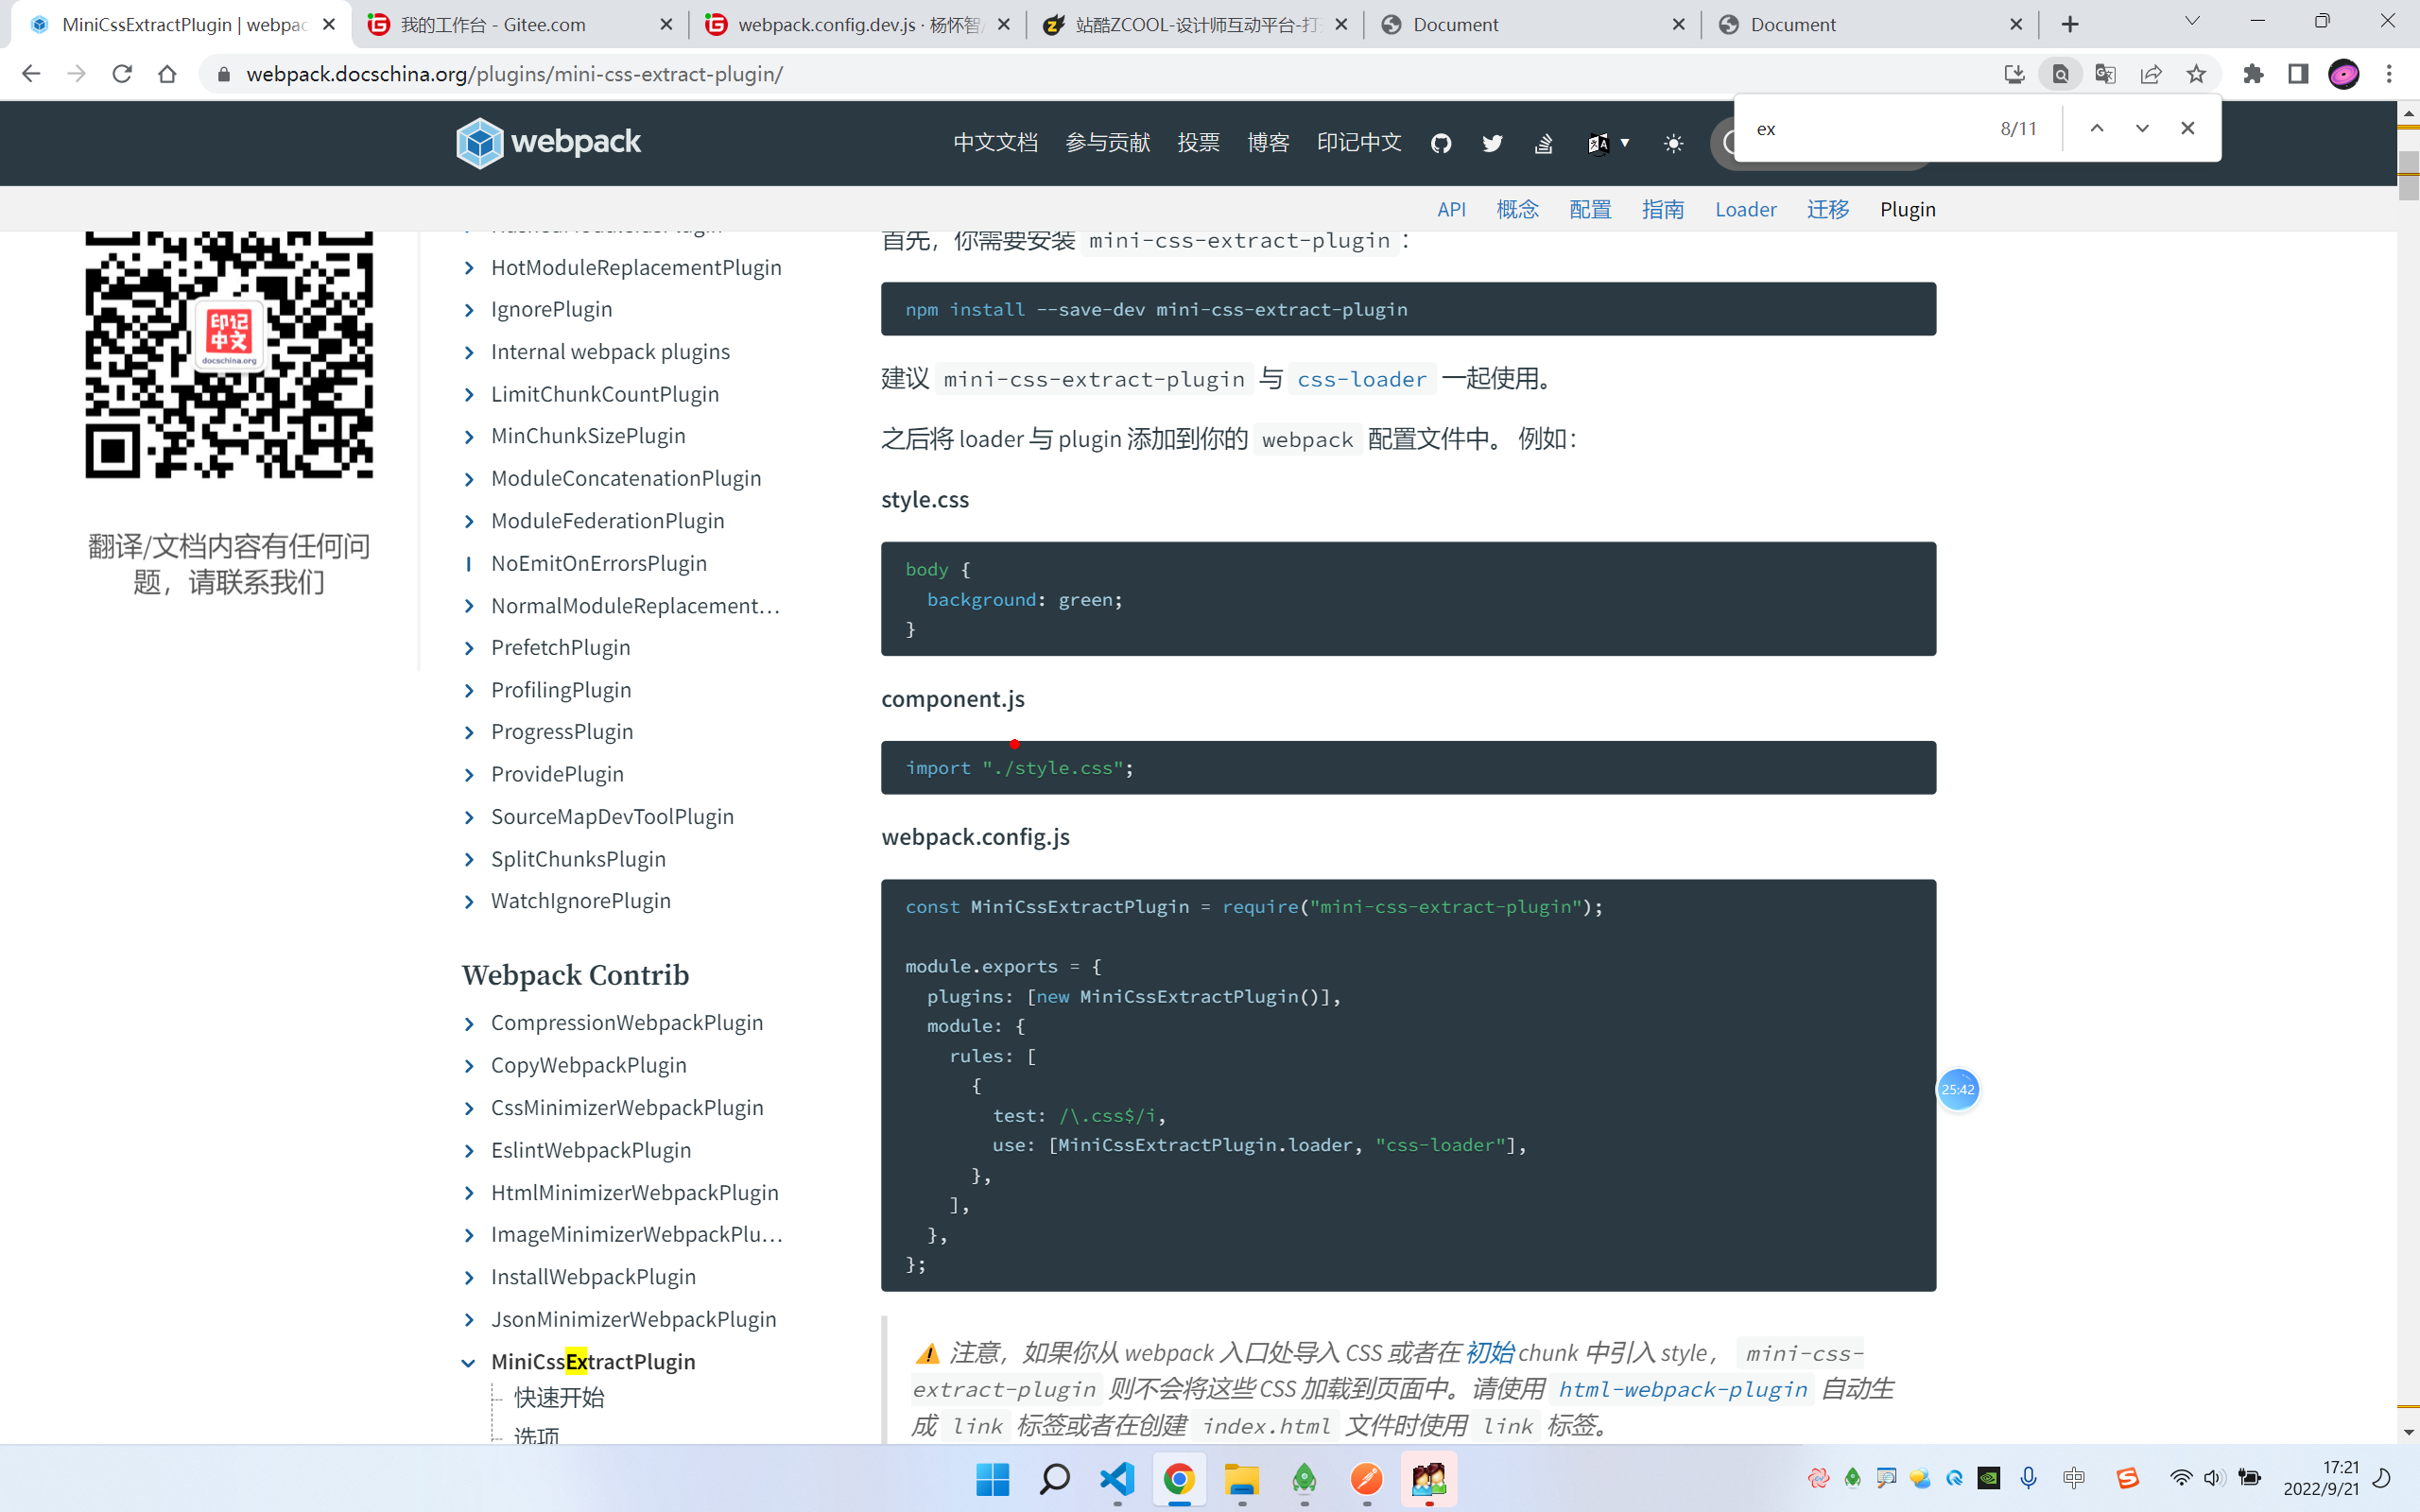 MiniCssExtractPlugin | webpac
我的工作台 - Gitee.com
webpack.config.dev.js · 杨怀智
站酷ZCOOL-设计师互动平台-打
Document
Document
webpack.docschina.org/plugins/mini-css-extract-plugin/
ex 8/11
webpack
中文文档 参与贡献 投票 博客 印记中文
API 概念 配置 指南 Loader 迁移 Plugin
印记
中文
docschina.org
翻译/文档内容有任何问
题，请联系我们
HotModuleReplacementPlugin
IgnorePlugin
Internal webpack plugins
LimitChunkCountPlugin
MinChunkSizePlugin
ModuleConcatenationPlugin
ModuleFederationPlugin
NoEmitOnErrorsPlugin
NormalModuleReplacement…
PrefetchPlugin
ProfilingPlugin
ProgressPlugin
ProvidePlugin
SourceMapDevToolPlugin
SplitChunksPlugin
WatchIgnorePlugin
Webpack Contrib
CompressionWebpackPlugin
CopyWebpackPlugin
CssMinimizerWebpackPlugin
EslintWebpackPlugin
HtmlMinimizerWebpackPlugin
ImageMinimizerWebpackPlu…
InstallWebpackPlugin
JsonMinimizerWebpackPlugin
MiniCssExtractPlugin
快速开始
选项
首先，你需要安装 mini-css-extract-plugin：
npm install --save-dev mini-css-extract-plugin
建议 mini-css-extract-plugin 与 css-loader 一起使用。
之后将 loader 与 plugin 添加到你的 webpack 配置文件中。 例如：
style.css
body {
  background: green;
}
component.js
import "./style.css";
webpack.config.js
const MiniCssExtractPlugin = require("mini-css-extract-plugin");
module.exports = {
  plugins: [new MiniCssExtractPlugin()],
  module: {
    rules: [
      {
        test: /\.css$/i,
        use: [MiniCssExtractPlugin.loader, "css-loader"],
      },
    ],
  },
};
25:42
注意，如果你从 webpack 入口处导入 CSS 或者在 初始 chunk 中引入 style， mini-css-
extract-plugin 则不会将这些 CSS 加载到页面中。请使用 html-webpack-plugin 自动生
成 link 标签或者在创建 index.html 文件时使用 link 标签。
中
17:21
2022/9/21